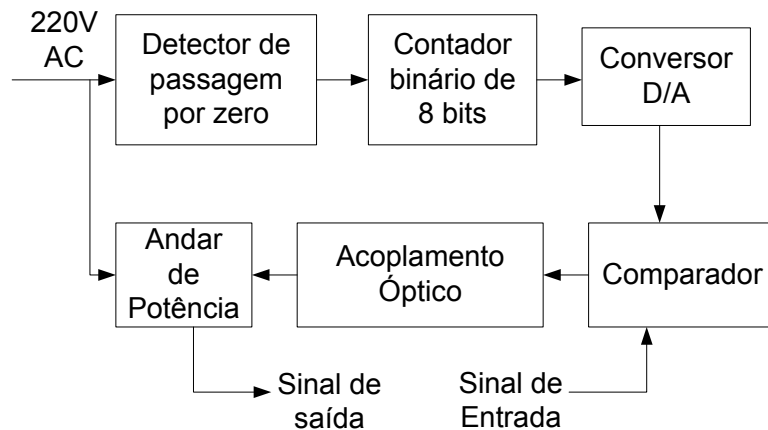 220V
AC
Detector de
passagem
por zero
Contador
binário de
8 bits
Conversor
D/A
Andar
de
Potência
Acoplamento
Óptico
Comparador
Sinal de
saída
Sinal de
Entrada